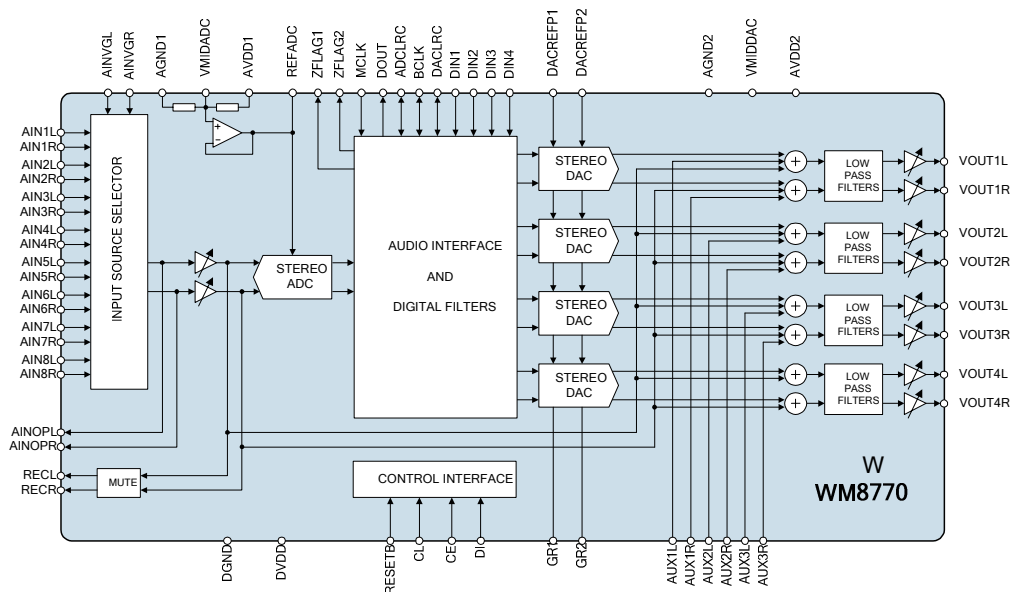 AINVGL
AINVGR
AGND1
VMIDADC
AVDD1
REFADC
ZFLAG1
ZFLAG2
MCLK
DOUT
ADCLRC
BCLK
DACLRC
DIN1
DIN2
DIN3
DIN4
DACREFP1
DACREFP2
AGND2
VMIDDAC
AVDD2
AIN1L
AIN1R
AIN2L
AIN2R
AIN3L
AIN3R
AIN4L
AIN4R
AIN5L
AIN5R
AIN6L
AIN6R
AIN7L
AIN7R
AIN8L
AIN8R
AINOPL
AINOPR
RECL
RECR
INPUT SOURCE SELECTOR
+
−
STEREO
ADC
MUTE
AUDIO INTERFACE
AND
DIGITAL FILTERS
CONTROL INTERFACE
STEREO
DAC
STEREO
DAC
STEREO
DAC
STEREO
DAC
+
+
+
+
+
+
+
+
LOW
PASS
FILTERS
LOW
PASS
FILTERS
LOW
PASS
FILTERS
LOW
PASS
FILTERS
VOUT1L
VOUT1R
VOUT2L
VOUT2R
VOUT3L
VOUT3R
VOUT4L
VOUT4R
W
WM8770
DGND
DVDD
RESETB
CL
CE
DI
GR1
GR2
AUX1L
AUX1R
AUX2L
AUX2R
AUX3L
AUX3R